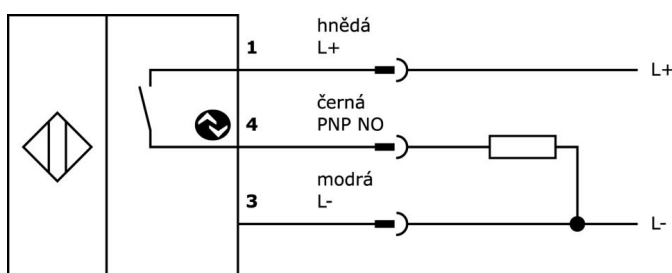 hnědá
1 L+
L+
černá
4 PNP NO
modrá
3 L-
L-